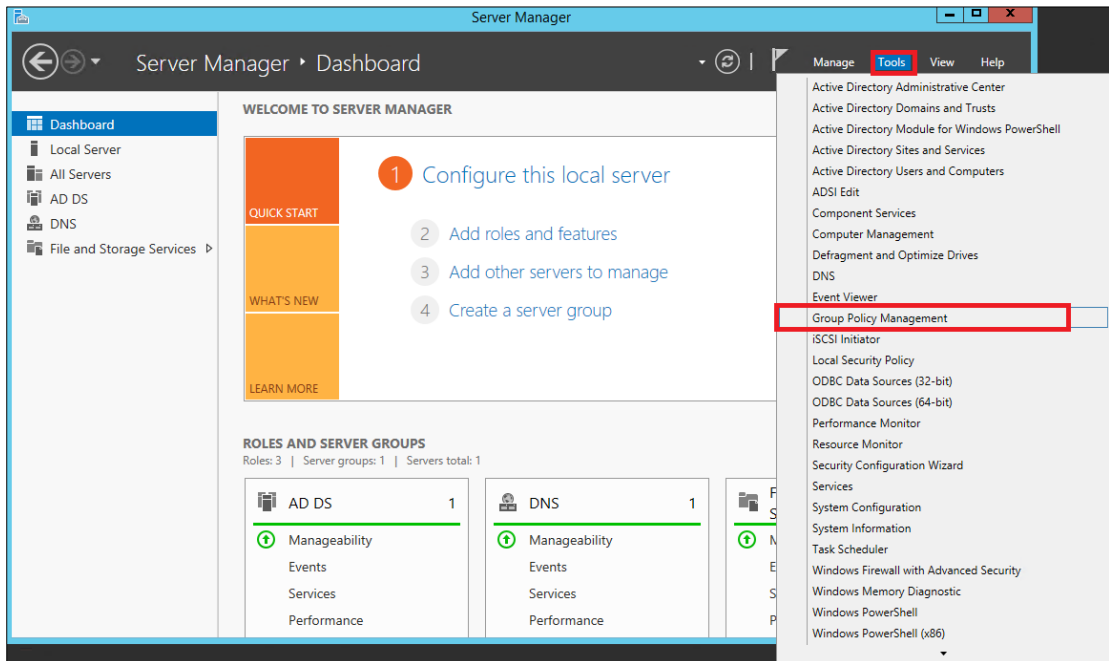 Server Manager
Server Manager • Dashboard
Manage Tools View Help
Dashboard
Local Server
All Servers
AD DS
DNS
File and Storage Services
WELCOME TO SERVER MANAGER
QUICK START
WHAT'S NEW
LEARN MORE
1 Configure this local server
2 Add roles and features
3 Add other servers to manage
4 Create a server group
ROLES AND SERVER GROUPS
Roles: 3 | Server groups: 1 | Servers total: 1
AD DS 1
Manageability
Events
Services
Performance
DNS 1
Manageability
Events
Services
Performance
Active Directory Administrative Center
Active Directory Domains and Trusts
Active Directory Module for Windows PowerShell
Active Directory Sites and Services
Active Directory Users and Computers
ADSI Edit
Component Services
Computer Management
Defragment and Optimize Drives
DNS
Event Viewer
Group Policy Management
iSCSI Initiator
Local Security Policy
ODBC Data Sources (32-bit)
ODBC Data Sources (64-bit)
Performance Monitor
Resource Monitor
Security Configuration Wizard
Services
System Configuration
System Information
Task Scheduler
Windows Firewall with Advanced Security
Windows Memory Diagnostic
Windows PowerShell
Windows PowerShell (x86)